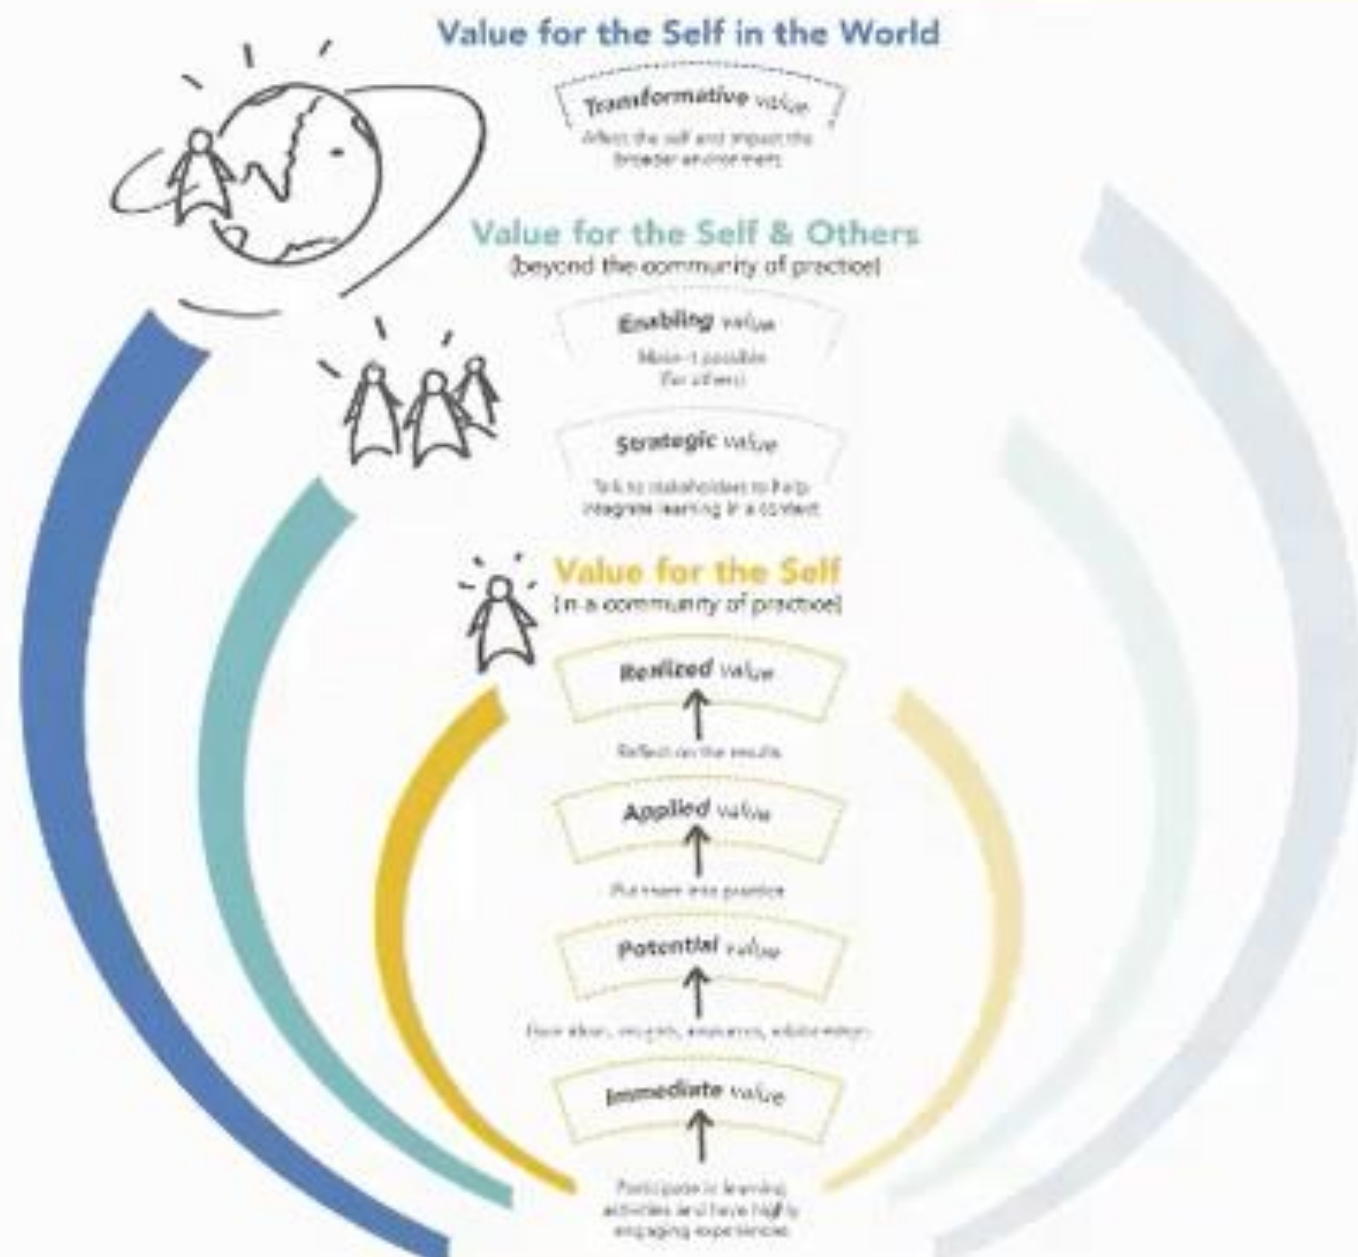 Value for the Self in the World
Transformative value
Affect the self and impact the
broader environment
Value for the Self & Others
(beyond the community of practice)
Enabling value
Make it possible
(for others)
Strategic value
Talk to stakeholders to help
integrate learning in a context
Value for the Self
(in a community of practice)
Realized value
Reflect on the results
Applied value
Put them into practice
Potential value
ideas, insights, resources, relationships
Immediate value
Participate in learning
activities and have highly
engaging experiences